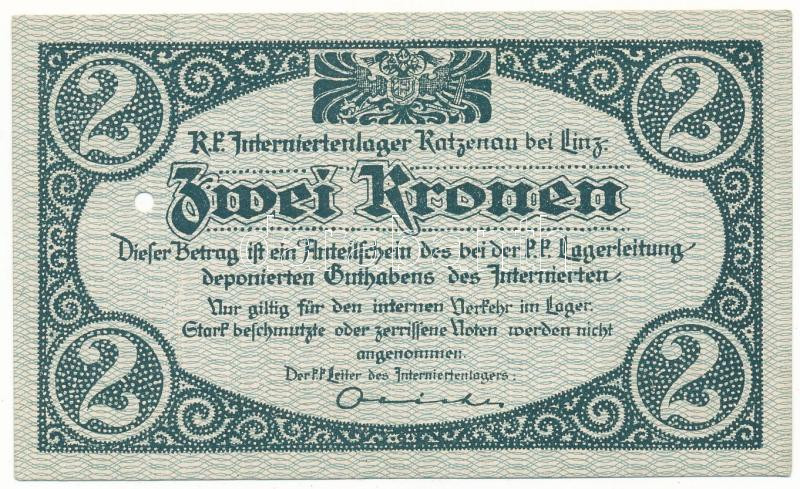 2 2
K.k. Interniertenlager Katzenau bei Linz.
Zwei Kronen
Dieser Betrag ist ein Anteilschein des bei der k.k. Lagerleitung
deponierten Guthabens des Internierten.
Nur giltig für den internen Verkehr im Lager.
Stark beschmutzte oder zerrissene Noten werden nicht
angenommen.
Der k.k. Leiter des Interniertenlagers:
2 2